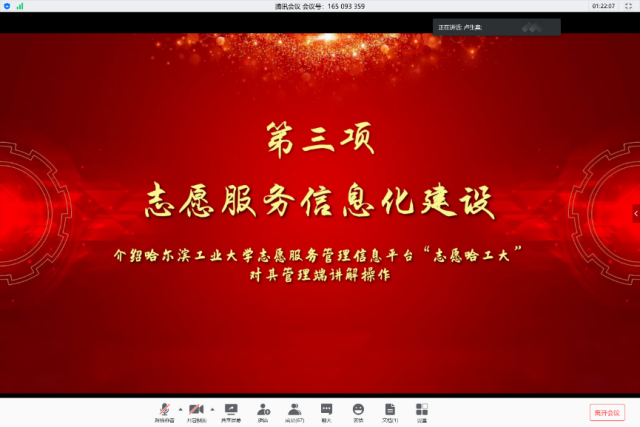 腾讯会议 会议号：165 093 359
01:22:07
正在讲话: 卢生鑫;
第三项
志愿服务信息化建设
介绍哈尔滨工业大学志愿服务管理信息平台“志愿哈工大”
对其管理端讲解操作
解除静音
开启视频
共享屏幕
邀请
成员(67)
聊天
表情
文档(1)
设置
离开会议